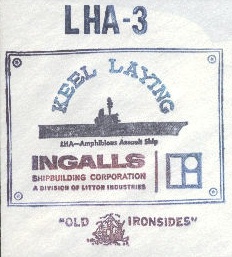 LHA-3
KEEL LAYING
LHA—Amphibious Assault Ship
INGALLS
SHIPBUILDING CORPORATION
A DIVISION OF LITTON INDUSTRIES
"OLD IRONSIDES"